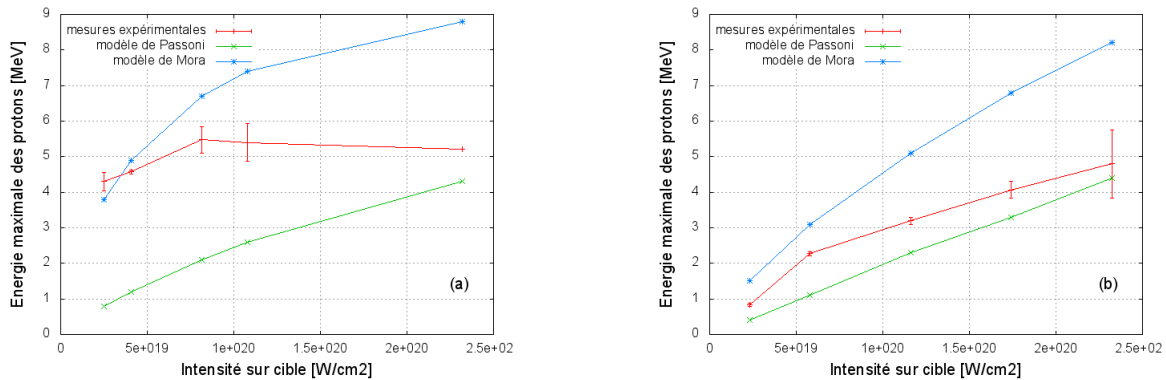 9
8
7
6
5
4
3
2
1
0
Energie maximale des protons [MeV]
mesures expérimentales
modèle de Passoni
modèle de Mora
(a)
0
5e+019
1e+020
1.5e+020
2e+020
2.5e+02
Intensité sur cible [W/cm2]
9
8
7
6
5
4
3
2
1
0
Energie maximale des protons [MeV]
mesures expérimentales
modèle de Passoni
modèle de Mora
(b)
0
5e+019
1e+020
1.5e+020
2e+020
2.5e+02
Intensité sur cible [W/cm2]